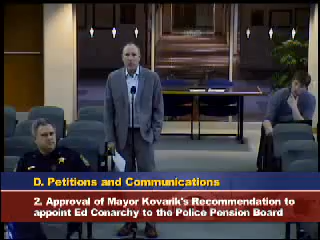 D. Petitions and Communications
2. Approval of Mayor Kovarik's Recommendation to
appoint Ed Conarchy to the Police Pension Board